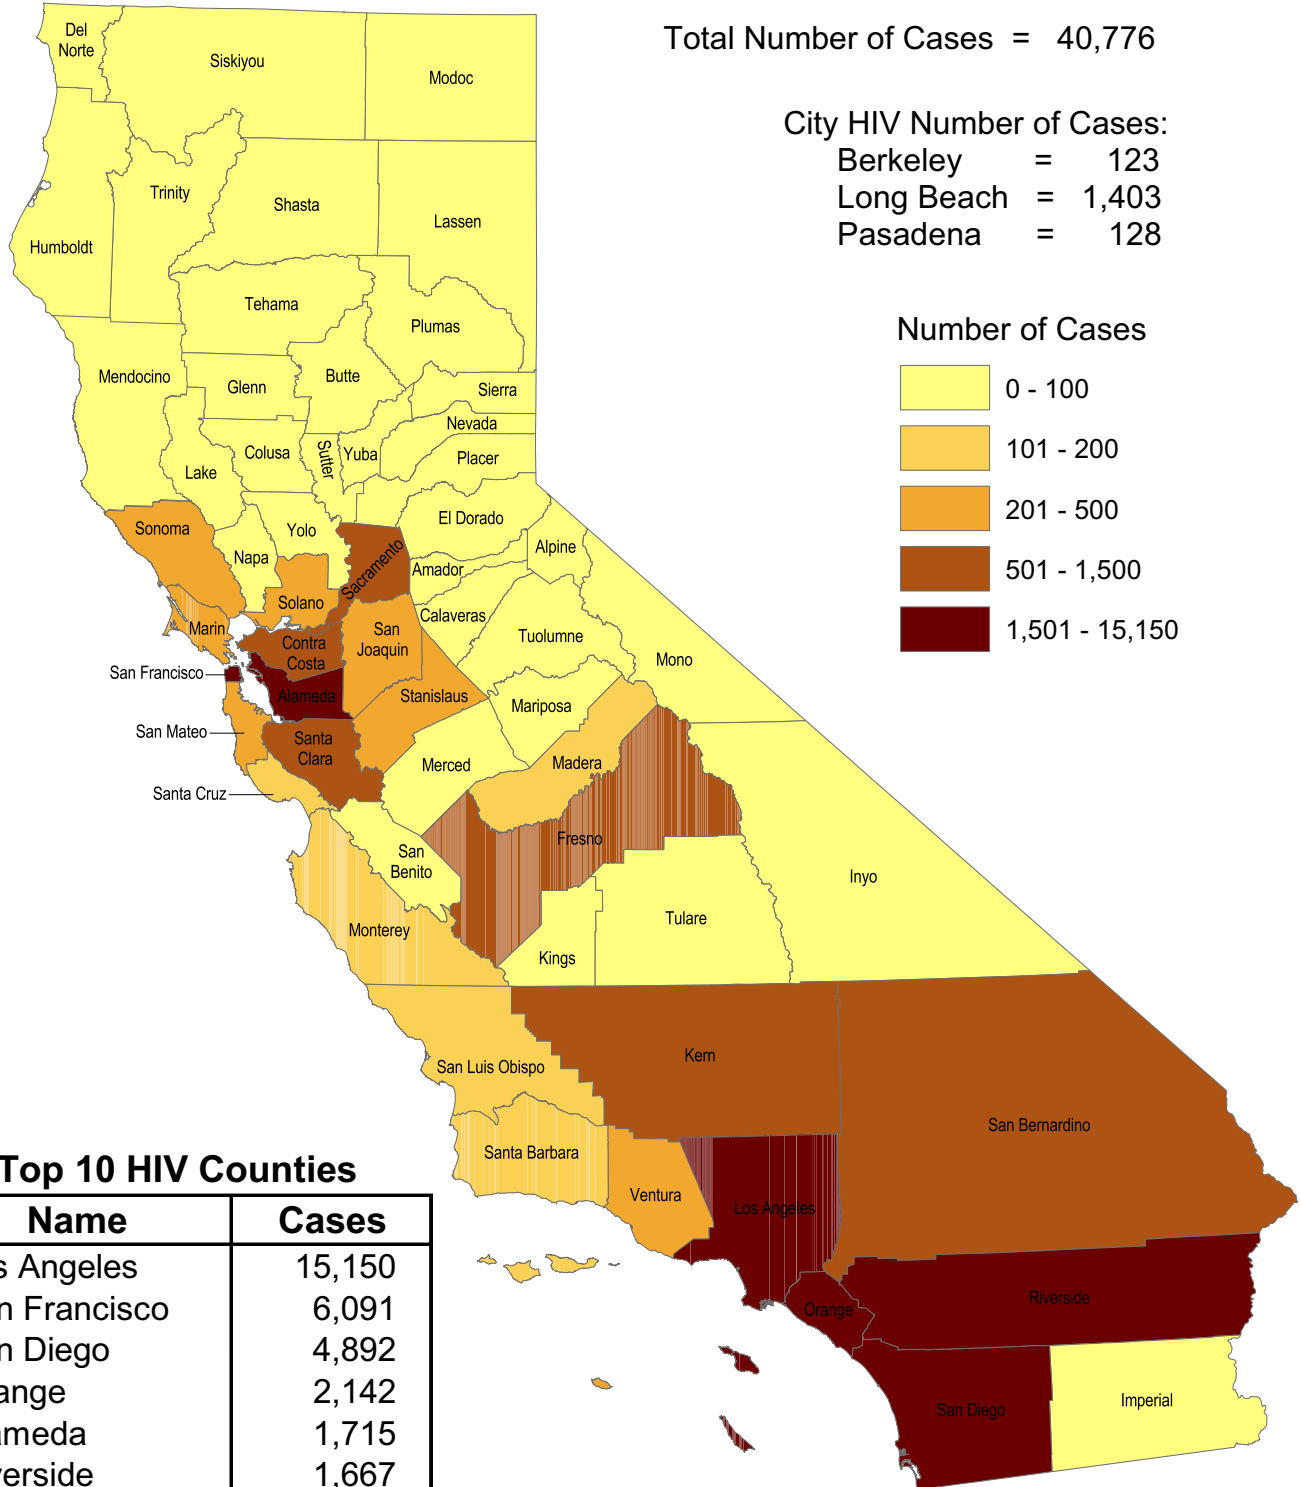 Total Number of Cases = 40,776
City HIV Number of Cases:
Berkeley = 123
Long Beach = 1,403
Pasadena = 128
Number of Cases
0 - 100
101 - 200
201 - 500
501 - 1,500
1,501 - 15,150
Del
Norte
Siskiyou
Modoc
Trinity
Shasta
Lassen
Humboldt
Tehama
Plumas
Mendocino
Glenn
Butte
Sierra
Nevada
Colusa
Sutter
Yuba
Placer
Lake
Sonoma
Yolo
El Dorado
Napa
Alpine
Sacramento
Amador
Solano
Calaveras
Marin
San
Joaquin
Tuolumne
Contra
Costa
Mono
San Francisco
Alameda
Stanislaus
Mariposa
San Mateo
Santa
Clara
Merced
Madera
Santa Cruz
Fresno
San
Benito
Inyo
Tulare
Monterey
Kings
Kern
San Luis Obispo
San Bernardino
Santa Barbara
Ventura
Los Angeles
Riverside
Orange
Imperial
San Diego
Top 10 HIV Counties
Name Cases
s Angeles 15,150
n Francisco 6,091
n Diego 4,892
ange 2,142
ameda 1,715
verside 1,667